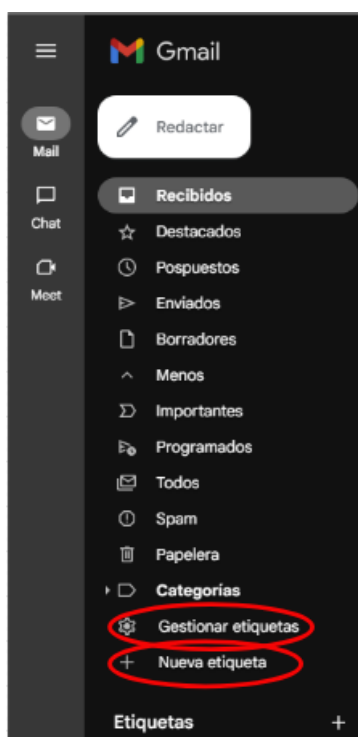 Gmail
Redactar
Mail
Recibidos
Chat
Destacados
Pospuestos
Meet
Enviados
Borradores
Menos
Importantes
Programados
Todos
Spam
Papelera
Categorías
Gestionar etiquetas
Nueva etiqueta
Etiquetas +